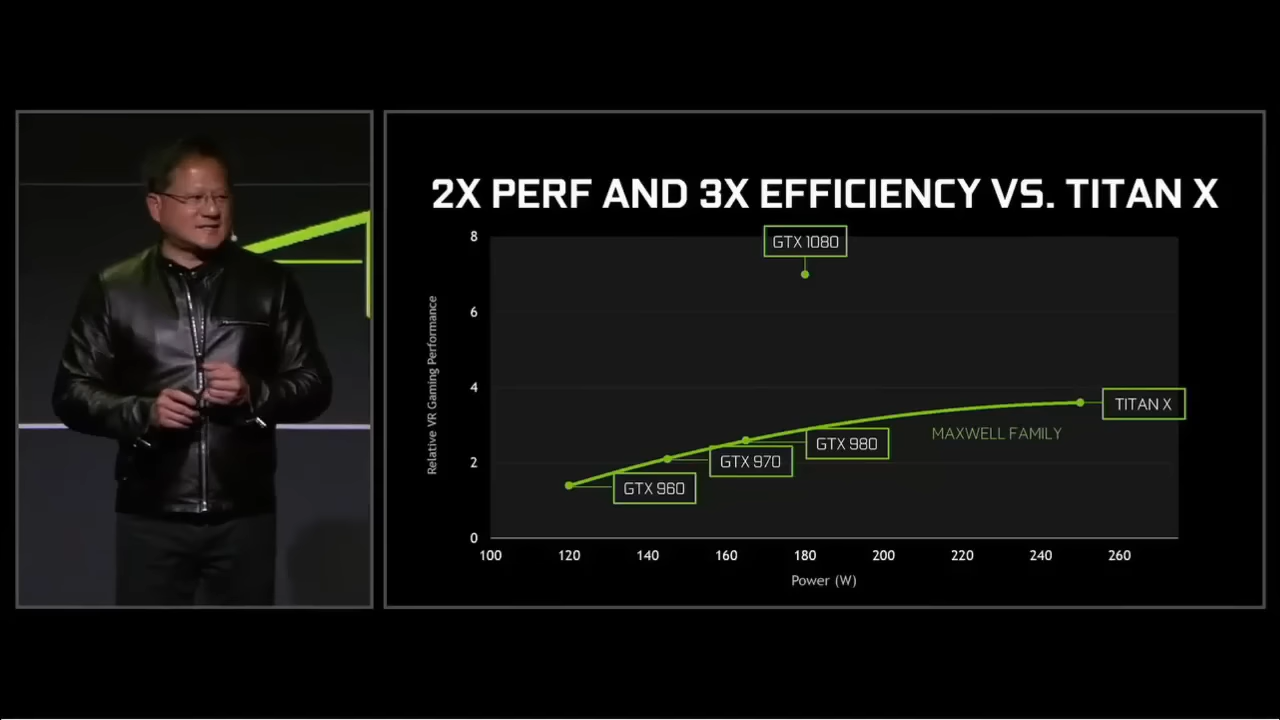 2X PERF AND 3X EFFICIENCY VS. TITAN X
8
6
4
2
0
Relative VR Gaming Performance
GTX 1080
TITAN X
MAXWELL FAMILY
GTX 980
GTX 970
GTX 960
100 120 140 160 180 200 220 240 260
Power (W)